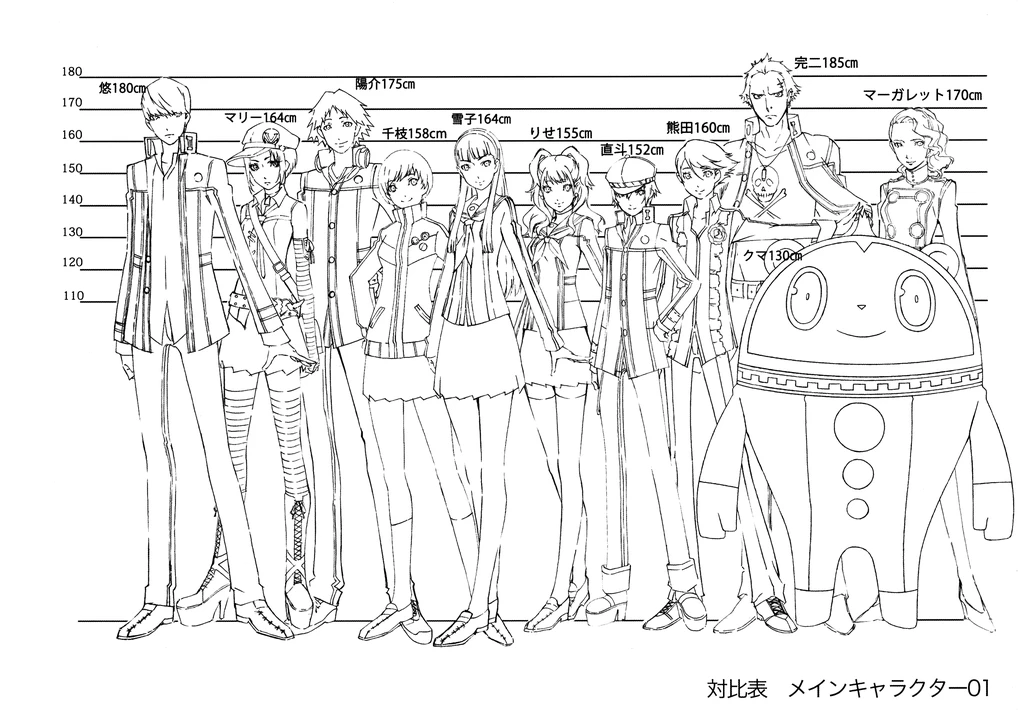 180
170
160
150
140
130
120
110
悠180㎝
マリー164㎝
陽介175㎝
千枝158㎝
雪子164㎝
りせ155㎝
直斗152㎝
熊田160㎝
完二185㎝
マーガレット170㎝
クマ130㎝
対比表　メインキャラクター01